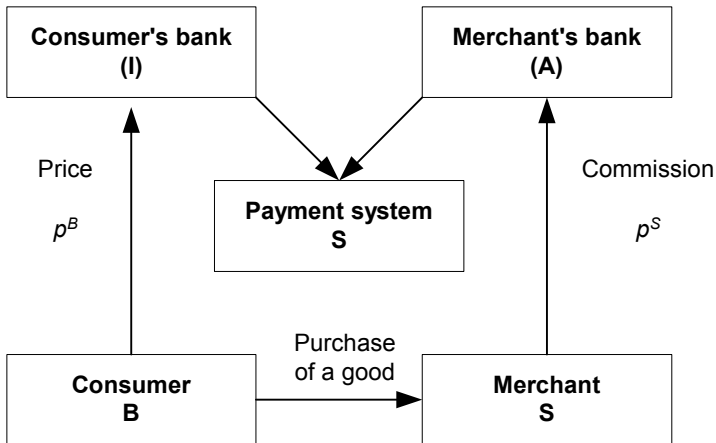 Consumer's bank
(I)
Merchant's bank
(A)
Price
Commission
Payment system
S
p^B
p^S
Purchase
of a good
Consumer
B
Merchant
S